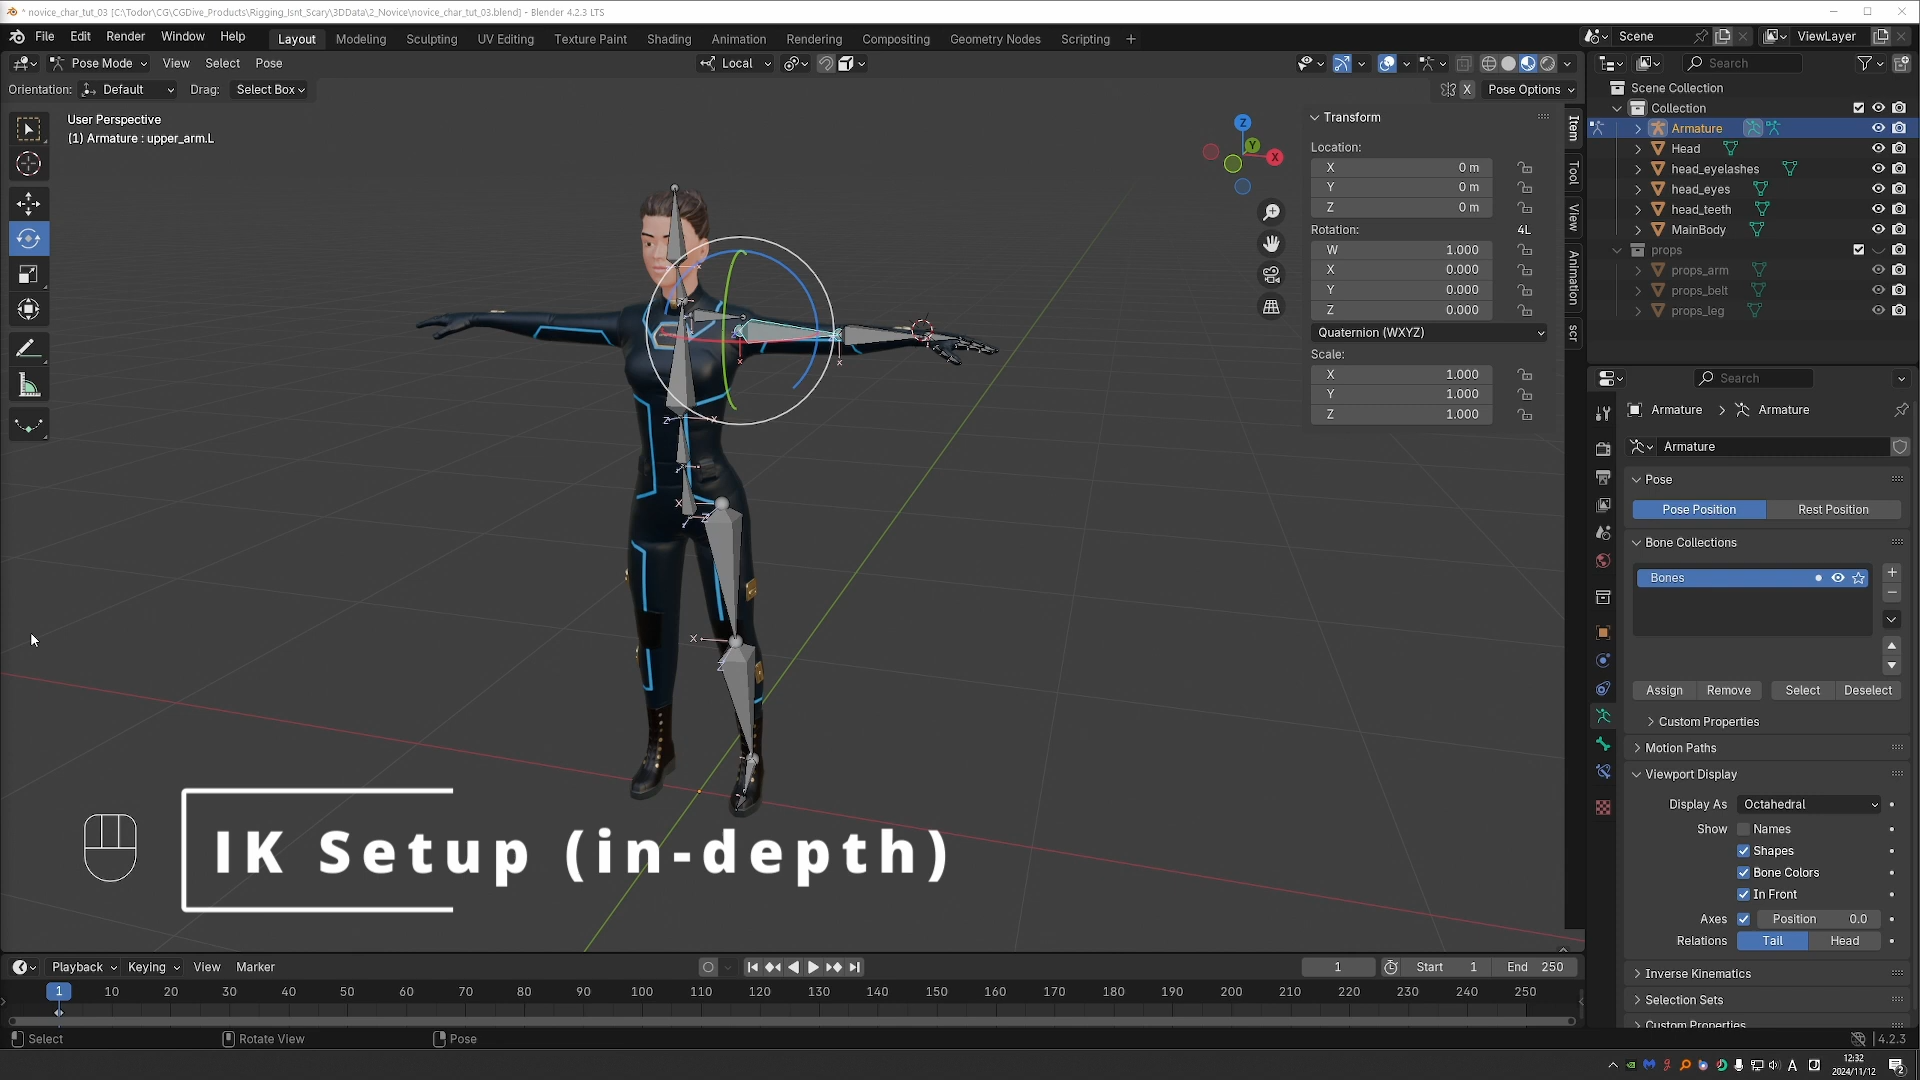 * novice_char_tut_03 [C:\Todor\CG\CGDive_Products\Rigging_Isnt_Scary\3DData\2_Novice\novice_char_tut_03.blend] - Blender 4.2.3 LTS
File Edit Render Window Help Layout Modeling Sculpting UV Editing Texture Paint Shading Animation Rendering Compositing Geometry Nodes Scripting + Scene ViewLayer
Pose Mode View Select Pose Local Search
Orientation: Default Drag: Select Box X Pose Options
User Perspective
(1) Armature : upper_arm.L
Z
Y
X
Transform
Location:
X 0 m
Y 0 m
Z 0 m
Rotation: 4L
W 1.000
X 0.000
Y 0.000
Z 0.000
Quaternion (WXYZ)
Scale:
X 1.000
Y 1.000
Z 1.000
Item
Tool
View
Animation
scr
Scene Collection
Collection
Armature
Head
head_eyelashes
head_eyes
head_teeth
MainBody
props
props_arm
props_belt
props_leg
Search
Armature > Armature
Armature
Pose
Pose Position Rest Position
Bone Collections
Bones
Assign Remove Select Deselect
Custom Properties
Motion Paths
Viewport Display
Display As Octahedral
Show Names
Shapes
Bone Colors
In Front
Axes Position 0.0
Relations Tail Head
Inverse Kinematics
Selection Sets
Custom Properties
IK Setup (in-depth)
Playback Keying View Marker 1 Start 1 End 250
1 10 20 30 40 50 60 70 80 90 100 110 120 130 140 150 160 170 180 190 200 210 220 230 240 250
Select Rotate View Pose 4.2.3
A 12:32
2024/11/12 2